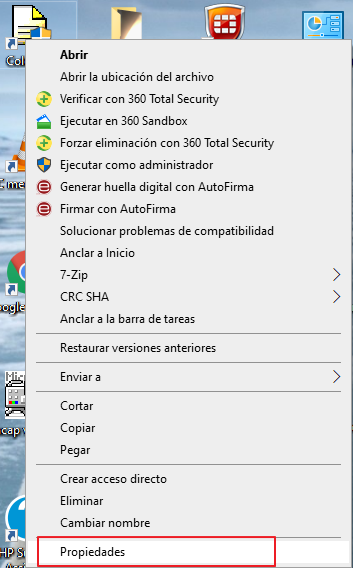 Col
Abrir
Abrir la ubicación del archivo
Verificar con 360 Total Security
Ejecutar en 360 Sandbox
Forzar eliminación con 360 Total Security
Ejecutar como administrador
Generar huella digital con AutoFirma
Firmar con AutoFirma
Solucionar problemas de compatibilidad
Anclar a Inicio
7-Zip
CRC SHA
Anclar a la barra de tareas
Restaurar versiones anteriores
Enviar a
Cortar
Copiar
Pegar
Crear acceso directo
Eliminar
Cambiar nombre
HP Su
Propiedades